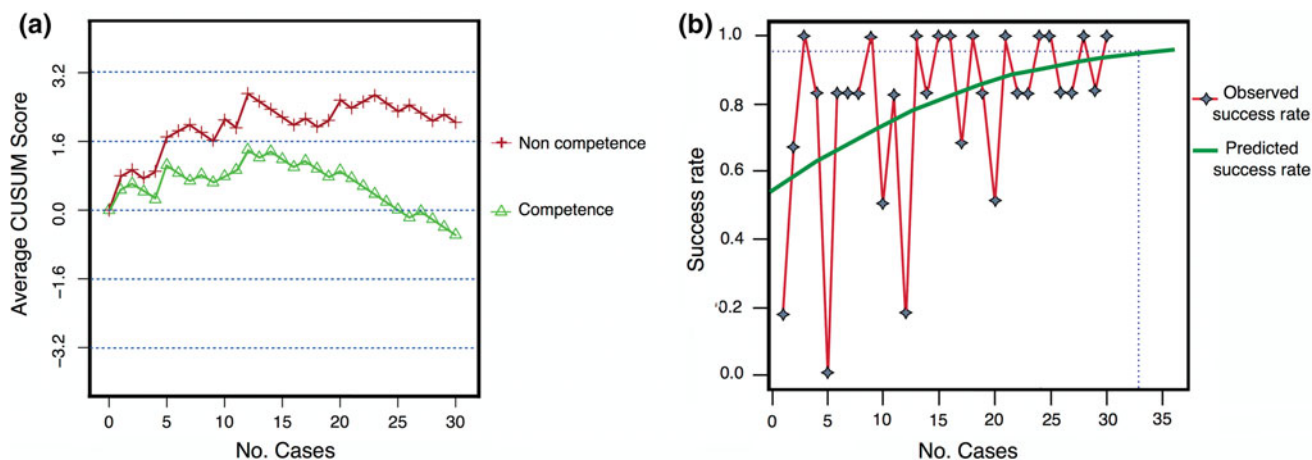 (a)
Average CUSUM Score
3.2
1.6
0.0
−1.6
−3.2
0
5
10
15
20
25
30
No. Cases
Non competence
Competence
(b)
Success rate
1.0
0.8
0.6
0.4
0.2
0.0
0
5
10
15
20
25
30
35
No. Cases
Observed
success rate
Predicted
success rate